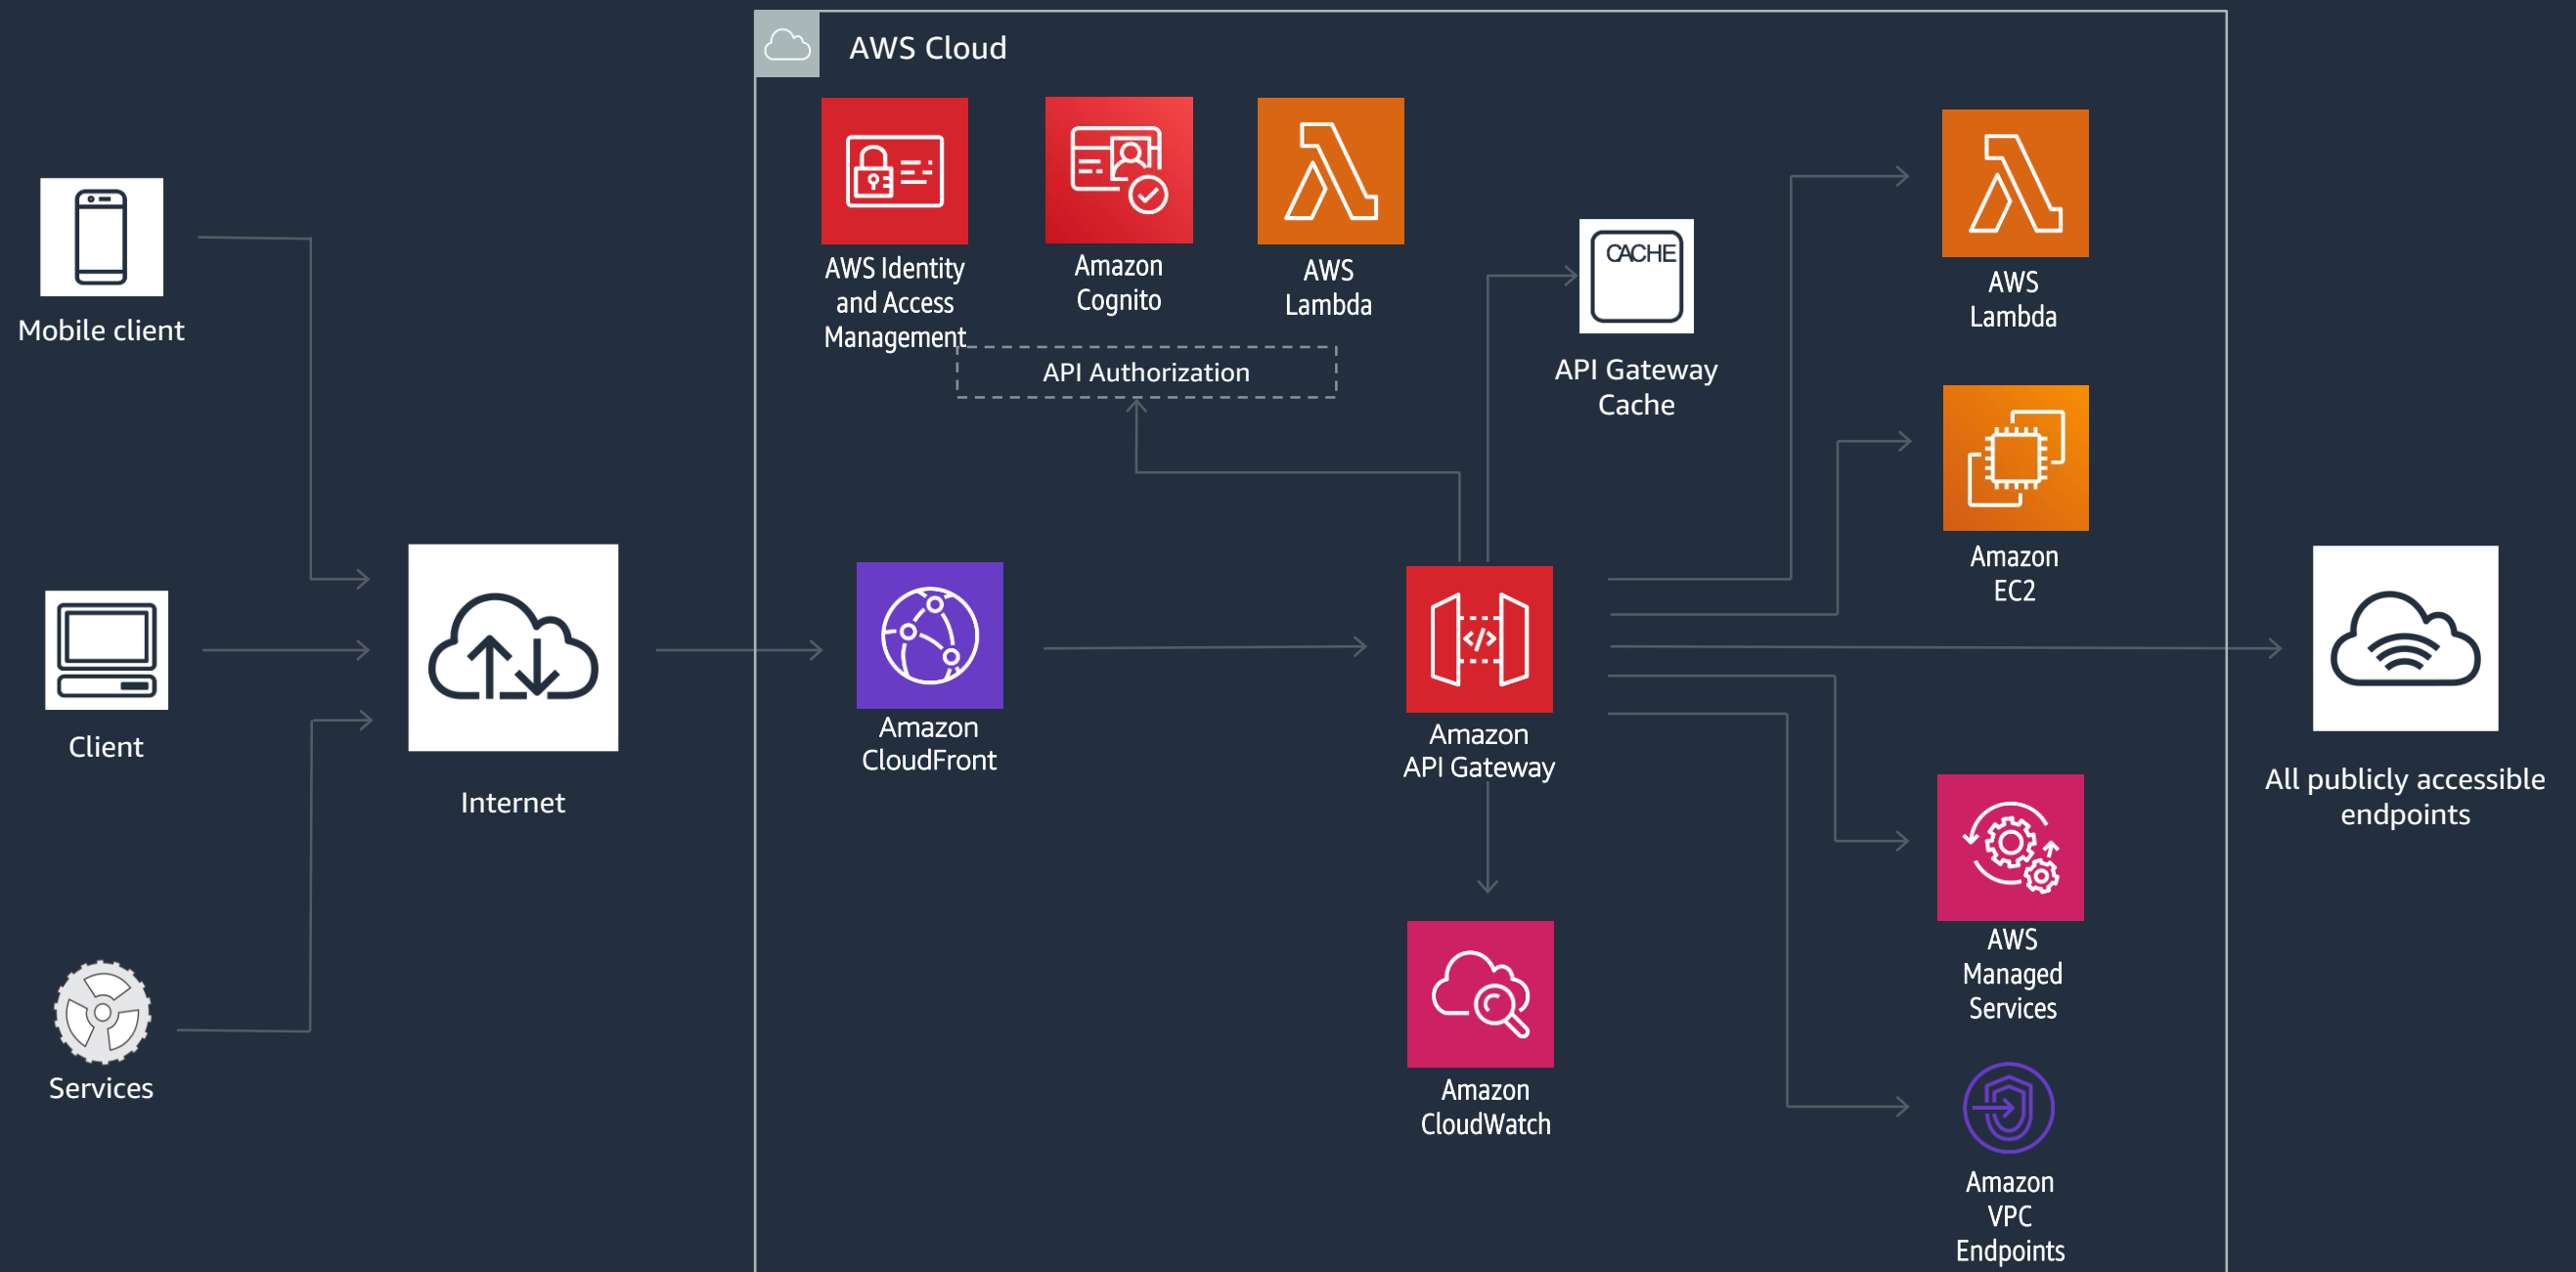 AWS Cloud
AWS Identity
and Access
Management
Amazon
Cognito
AWS
Lambda
API Authorization
CACHE
API Gateway
Cache
AWS
Lambda
Amazon
EC2
Mobile client
Client
Services
Internet
Amazon
CloudFront
</>
Amazon
API Gateway
Amazon
CloudWatch
AWS
Managed
Services
Amazon
VPC
Endpoints
All publicly accessible
endpoints